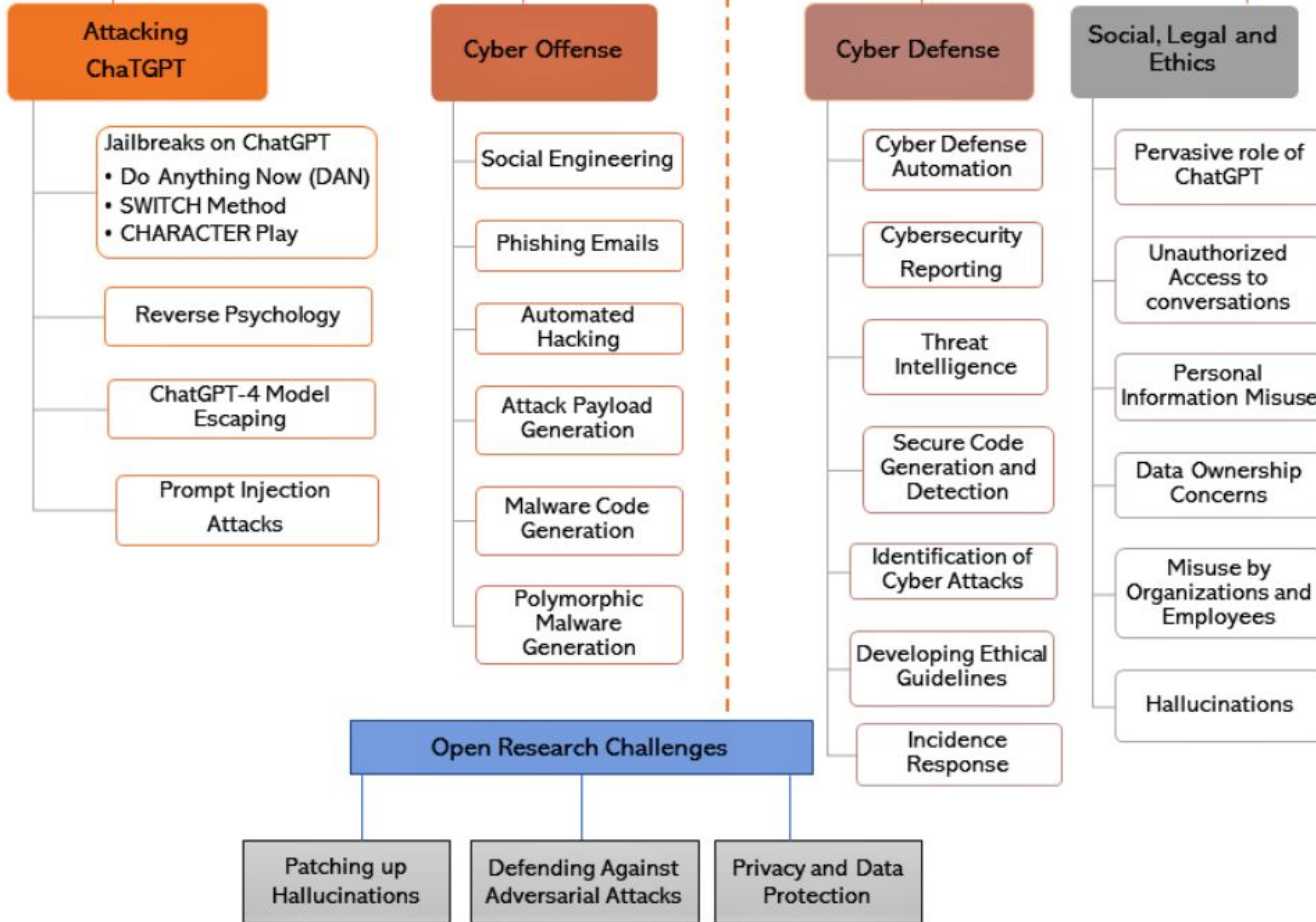 Attacking
ChaTGPT
Jailbreaks on ChatGPT
• Do Anything Now (DAN)
• SWITCH Method
• CHARACTER Play
Reverse Psychology
ChatGPT-4 Model
Escaping
Prompt Injection
Attacks
Cyber Offense
Social Engineering
Phishing Emails
Automated
Hacking
Attack Payload
Generation
Malware Code
Generation
Polymorphic
Malware
Generation
Cyber Defense
Cyber Defense
Automation
Cybersecurity
Reporting
Threat
Intelligence
Secure Code
Generation and
Detection
Identification of
Cyber Attacks
Developing Ethical
Guidelines
Incidence
Response
Social, Legal and
Ethics
Pervasive role of
ChatGPT
Unauthorized
Access to
conversations
Personal
Information Misuse
Data Ownership
Concerns
Misuse by
Organizations and
Employees
Hallucinations
Open Research Challenges
Patching up
Hallucinations
Defending Against
Adversarial Attacks
Privacy and Data
Protection